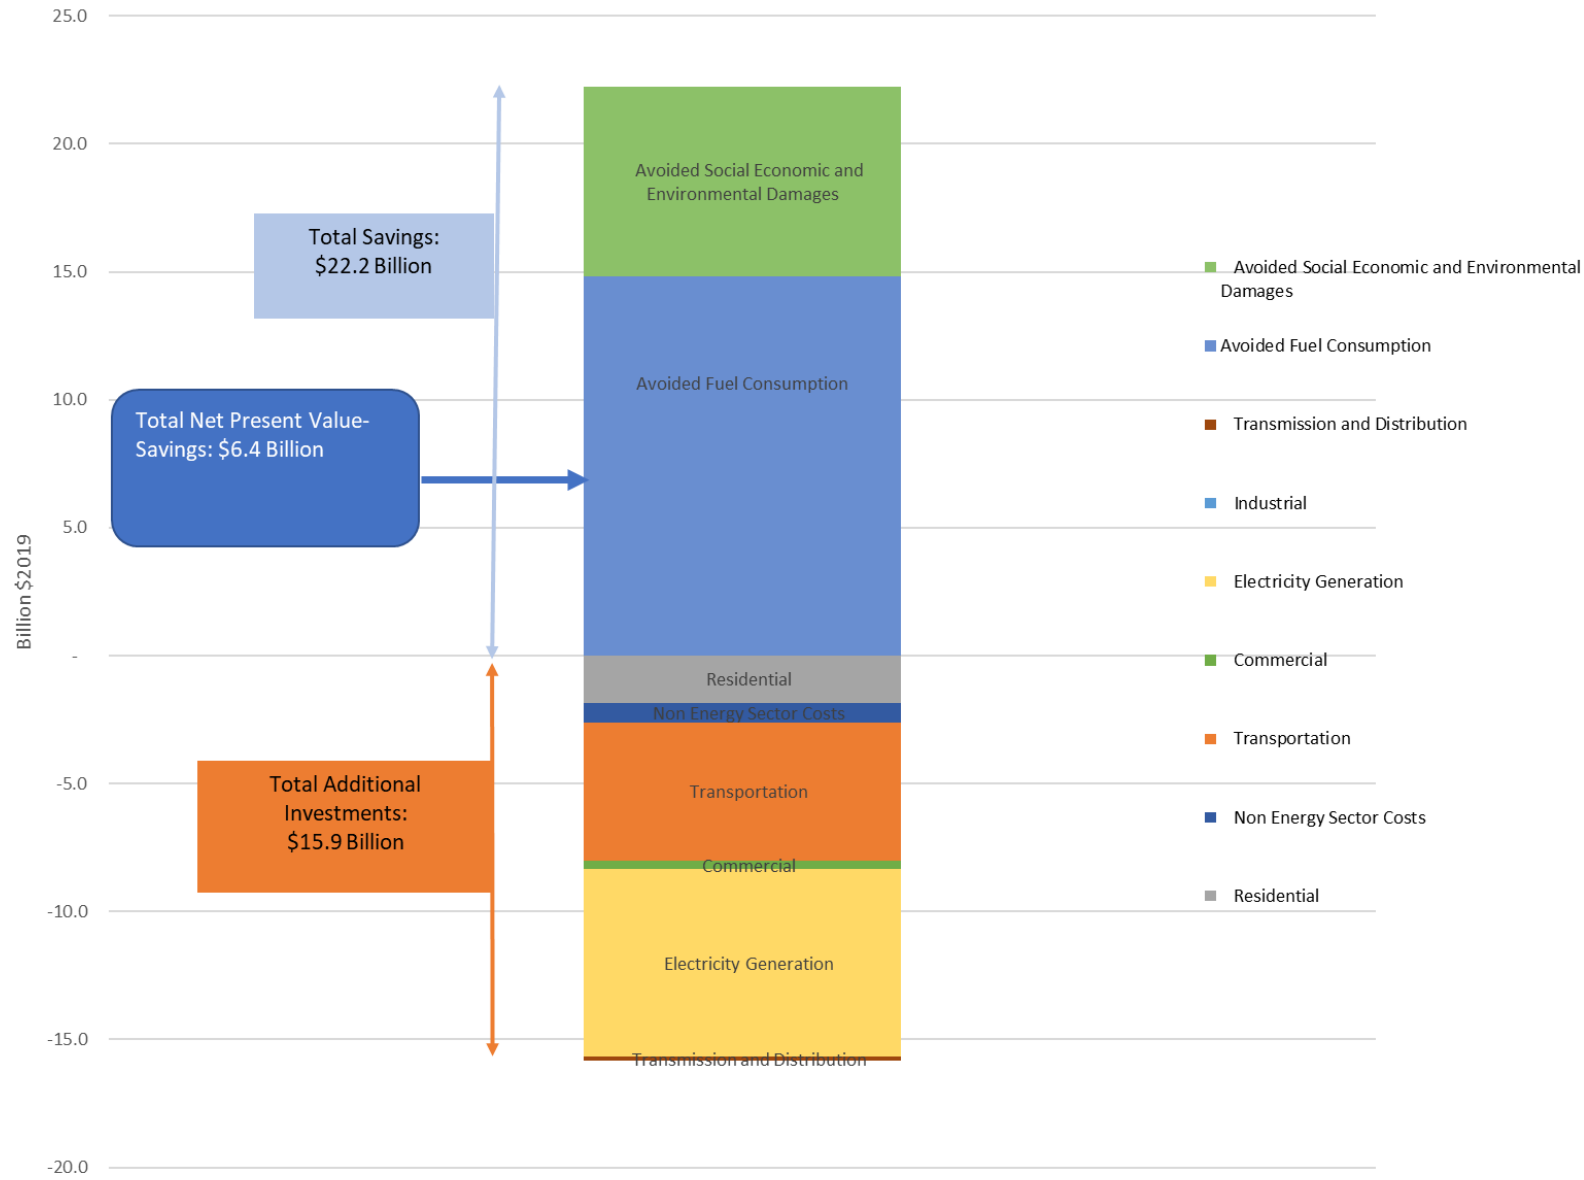 25.0
20.0
15.0
10.0
5.0
-
-5.0
-10.0
-15.0
-20.0
Billion $2019
Total Savings:
$22.2 Billion
Total Net Present Value-
Savings: $6.4 Billion
Total Additional
Investments:
$15.9 Billion
Avoided Social Economic and
Environmental Damages
Avoided Fuel Consumption
Residential
Non Energy Sector Costs
Transportation
Commercial
Electricity Generation
Transmission and Distribution
Avoided Social Economic and Environmental
Damages
Avoided Fuel Consumption
Transmission and Distribution
Industrial
Electricity Generation
Commercial
Transportation
Non Energy Sector Costs
Residential